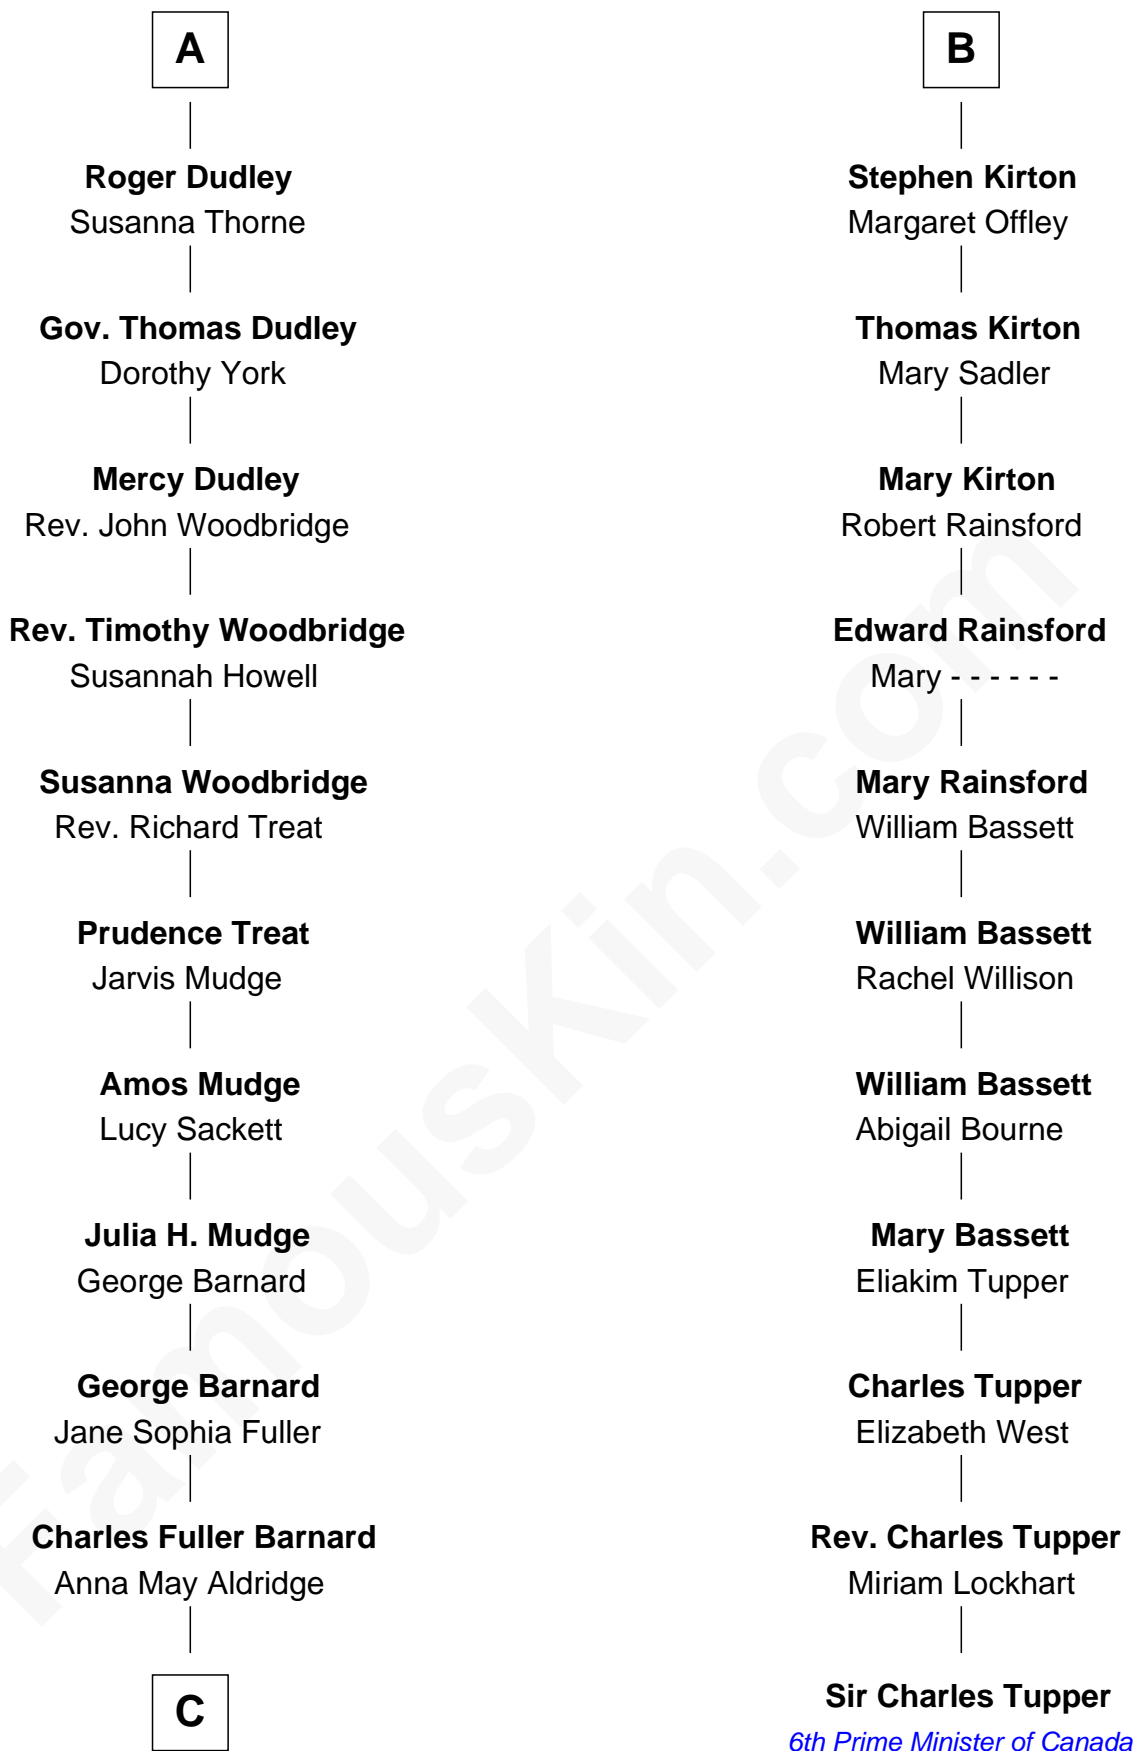 A
Roger Dudley
Susanna Thorne
Gov. Thomas Dudley
Dorothy York
Mercy Dudley
Rev. John Woodbridge
Rev. Timothy Woodbridge
Susannah Howell
Susanna Woodbridge
Rev. Richard Treat
Prudence Treat
Jarvis Mudge
Amos Mudge
Lucy Sackett
Julia H. Mudge
George Barnard
George Barnard
Jane Sophia Fuller
Charles Fuller Barnard
Anna May Aldridge
C
B
Stephen Kirton
Margaret Offley
Thomas Kirton
Mary Sadler
Mary Kirton
Robert Rainsford
Edward Rainsford
Mary - - - - - -
Mary Rainsford
William Bassett
William Bassett
Rachel Willison
William Bassett
Abigail Bourne
Mary Bassett
Eliakim Tupper
Charles Tupper
Elizabeth West
Rev. Charles Tupper
Miriam Lockhart
Sir Charles Tupper
6th Prime Minister of Canada
FamousKin.com